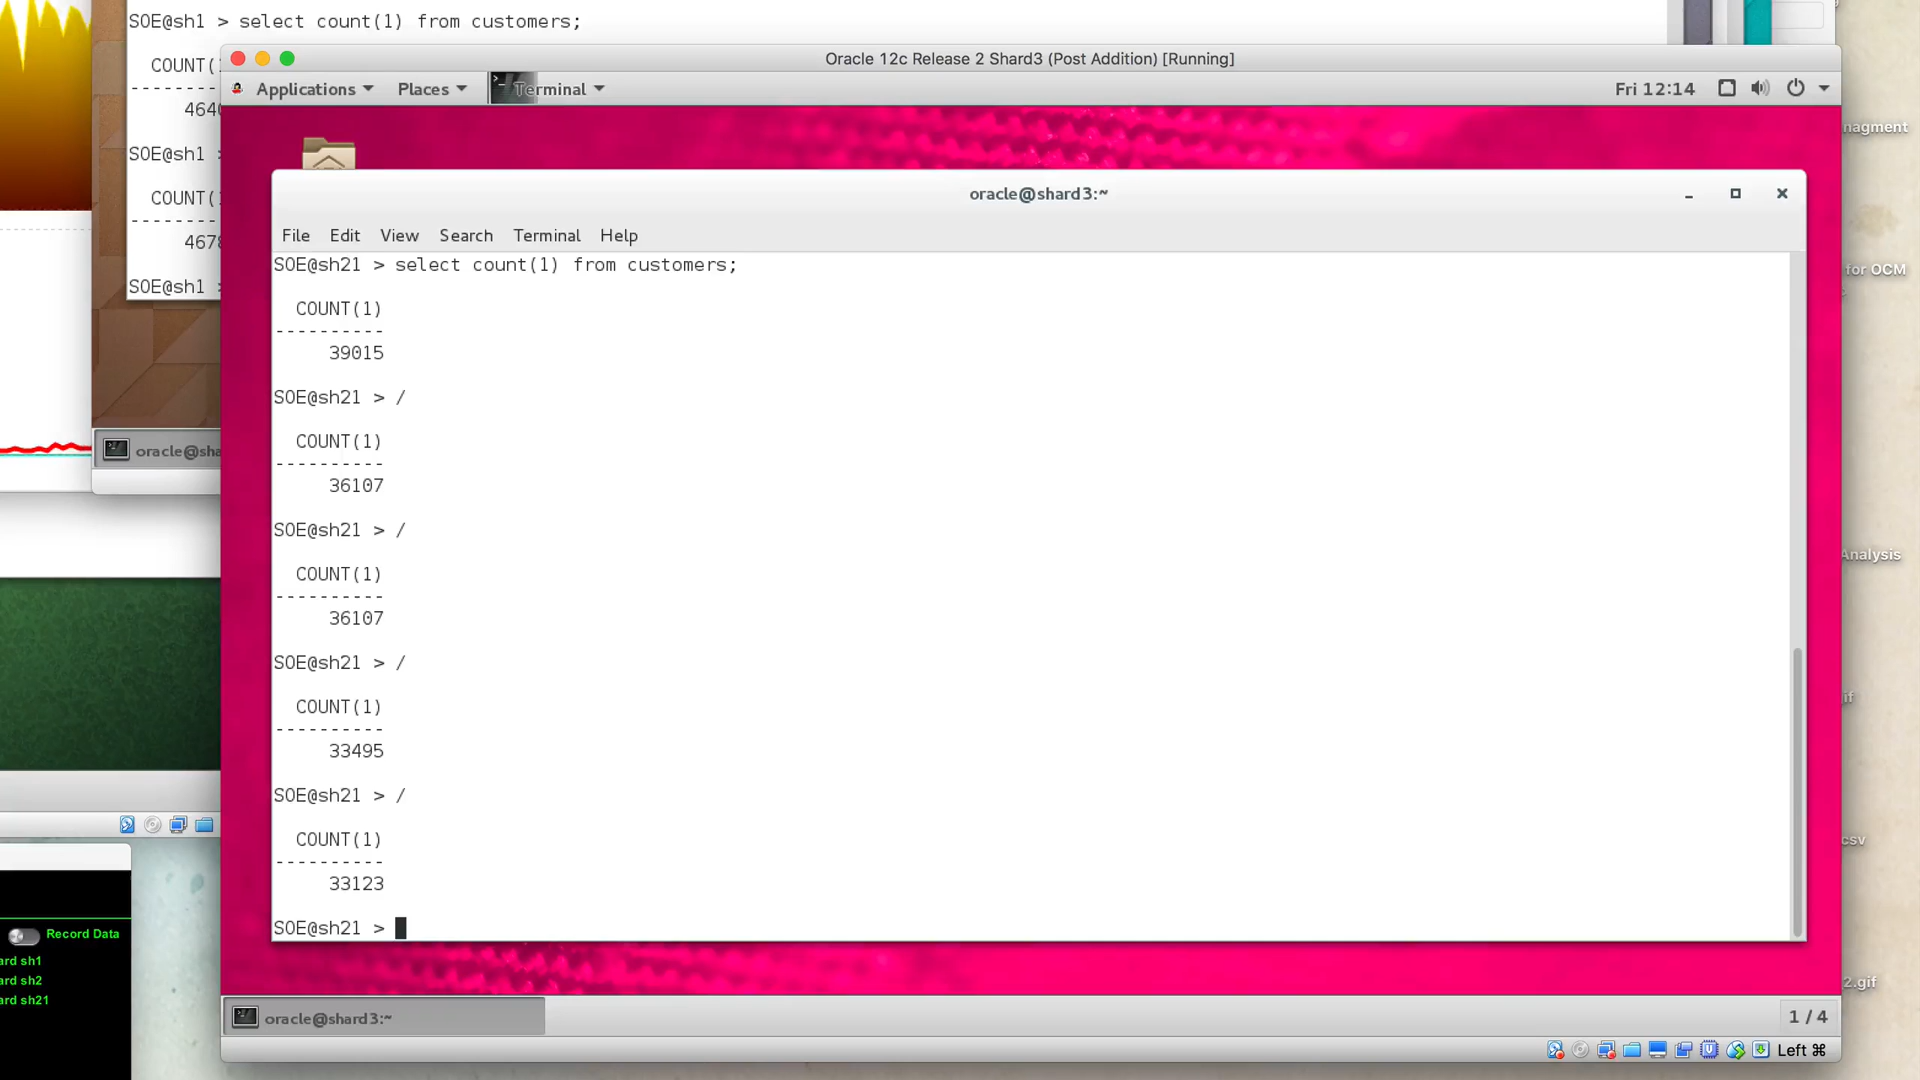 SOE@sh1 > select count(1) from customers;
COUNT(
464
SOE@sh1
COUNT(
467
SOE@sh1
oracle@sha
Record Data
ard sh1
ard sh2
ard sh21
Oracle 12c Release 2 Shard3 (Post Addition) [Running]
Applications Places Terminal Fri 12:14
oracle@shard3:~
File Edit View Search Terminal Help
SOE@sh21 > select count(1) from customers;
COUNT(1)
----------
39015
SOE@sh21 > /
COUNT(1)
----------
36107
SOE@sh21 > /
COUNT(1)
----------
36107
SOE@sh21 > /
COUNT(1)
----------
33495
SOE@sh21 > /
COUNT(1)
----------
33123
SOE@sh21 >
oracle@shard3:~
1 / 4
Left ⌘
nagment
for OCM
Analysis
if
csv
2.gif